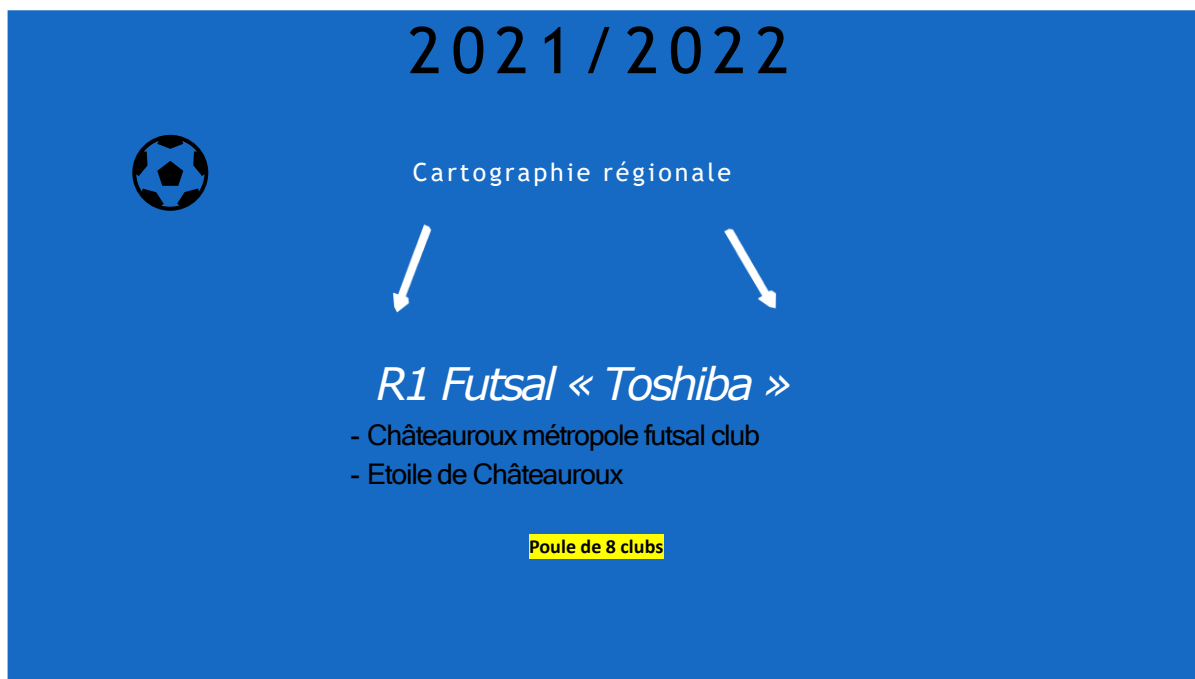 2021/2022
Cartographie régionale
R1 Futsal « Toshiba »
- Châteauroux métropole futsal club
- Etoile de Châteauroux
Poule de 8 clubs